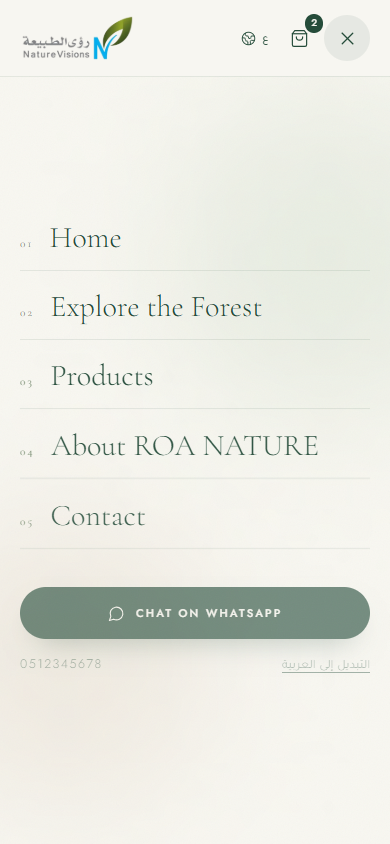 رؤى الطبيعة
NatureVisions
ع
2
01 Home
02 Explore the Forest
03 Products
04 About ROA NATURE
05 Contact
CHAT ON WHATSAPP
0512345678
التبديل إلى العربية